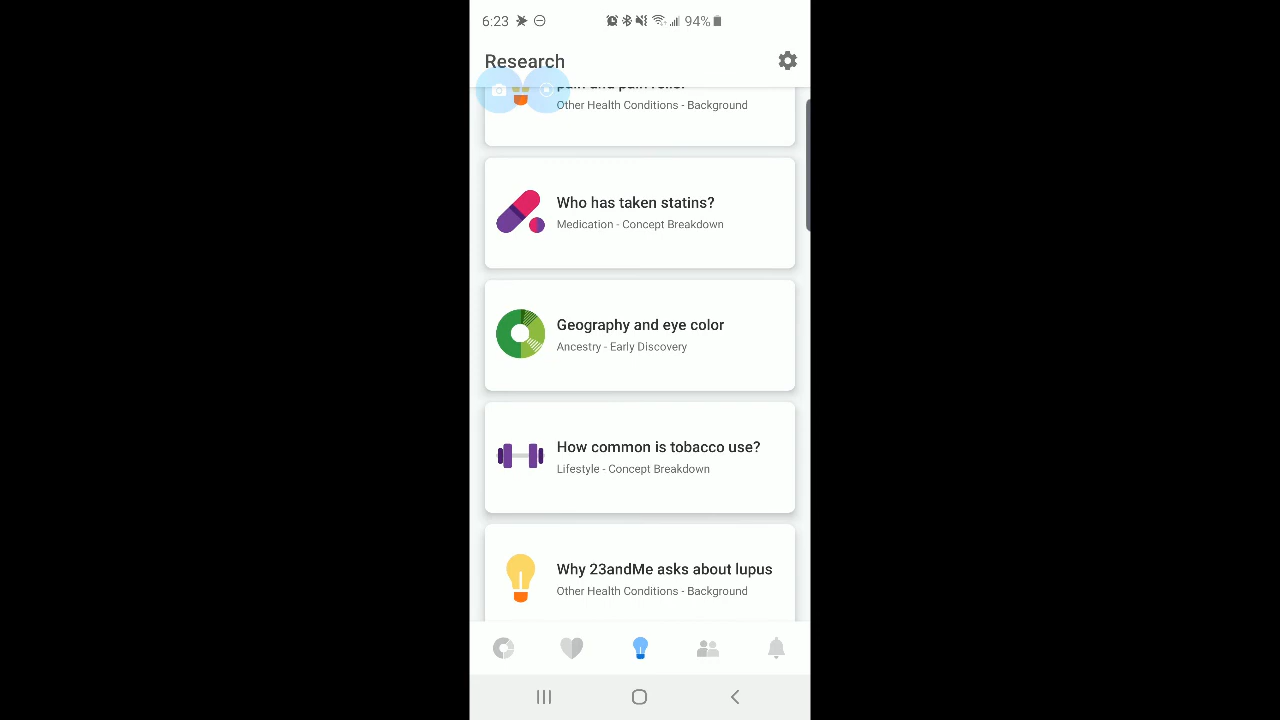 6:23 94%
Research
pain and pain relief
Other Health Conditions - Background
Who has taken statins?
Medication - Concept Breakdown
Geography and eye color
Ancestry - Early Discovery
How common is tobacco use?
Lifestyle - Concept Breakdown
Why 23andMe asks about lupus
Other Health Conditions - Background